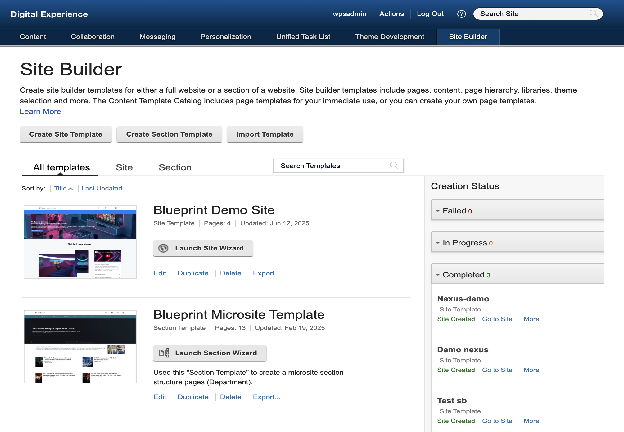 Digital Experience
wpsadmin Actions Log Out Search Site
Content Collaboration Messaging Personalization Unified Task List Theme Development Site Builder
Site Builder
Create site builder templates for either a full website or a section of a website. Site builder templates include pages, content, page hierarchy, libraries, theme
selection and more. The Content Template Catalog includes page templates for your immediate use, or you can create your own page templates.
Learn More
Create Site Template Create Section Template Import Template
All templates Site Section Search Templates
Sort by: Title Last Updated
Blueprint Demo Site
Site Template Pages: 4 Updated: Jun 12, 2025
Launch Site Wizard
Edit Duplicate Delete Export
Blueprint Microsite Template
Section Template Pages: 13 Updated: Feb 19, 2025
Launch Section Wizard
Used this "Section Template" to create a microsite section
structure pages (Department).
Edit Duplicate Delete Export...
Creation Status
Failed 0
In Progress 0
Completed 3
Nexus-demo
Site Template
Site Created Go to Site More
Demo nexus
Site Template
Site Created Go to Site More
Test sb
Site Template
Site Created Go to Site More